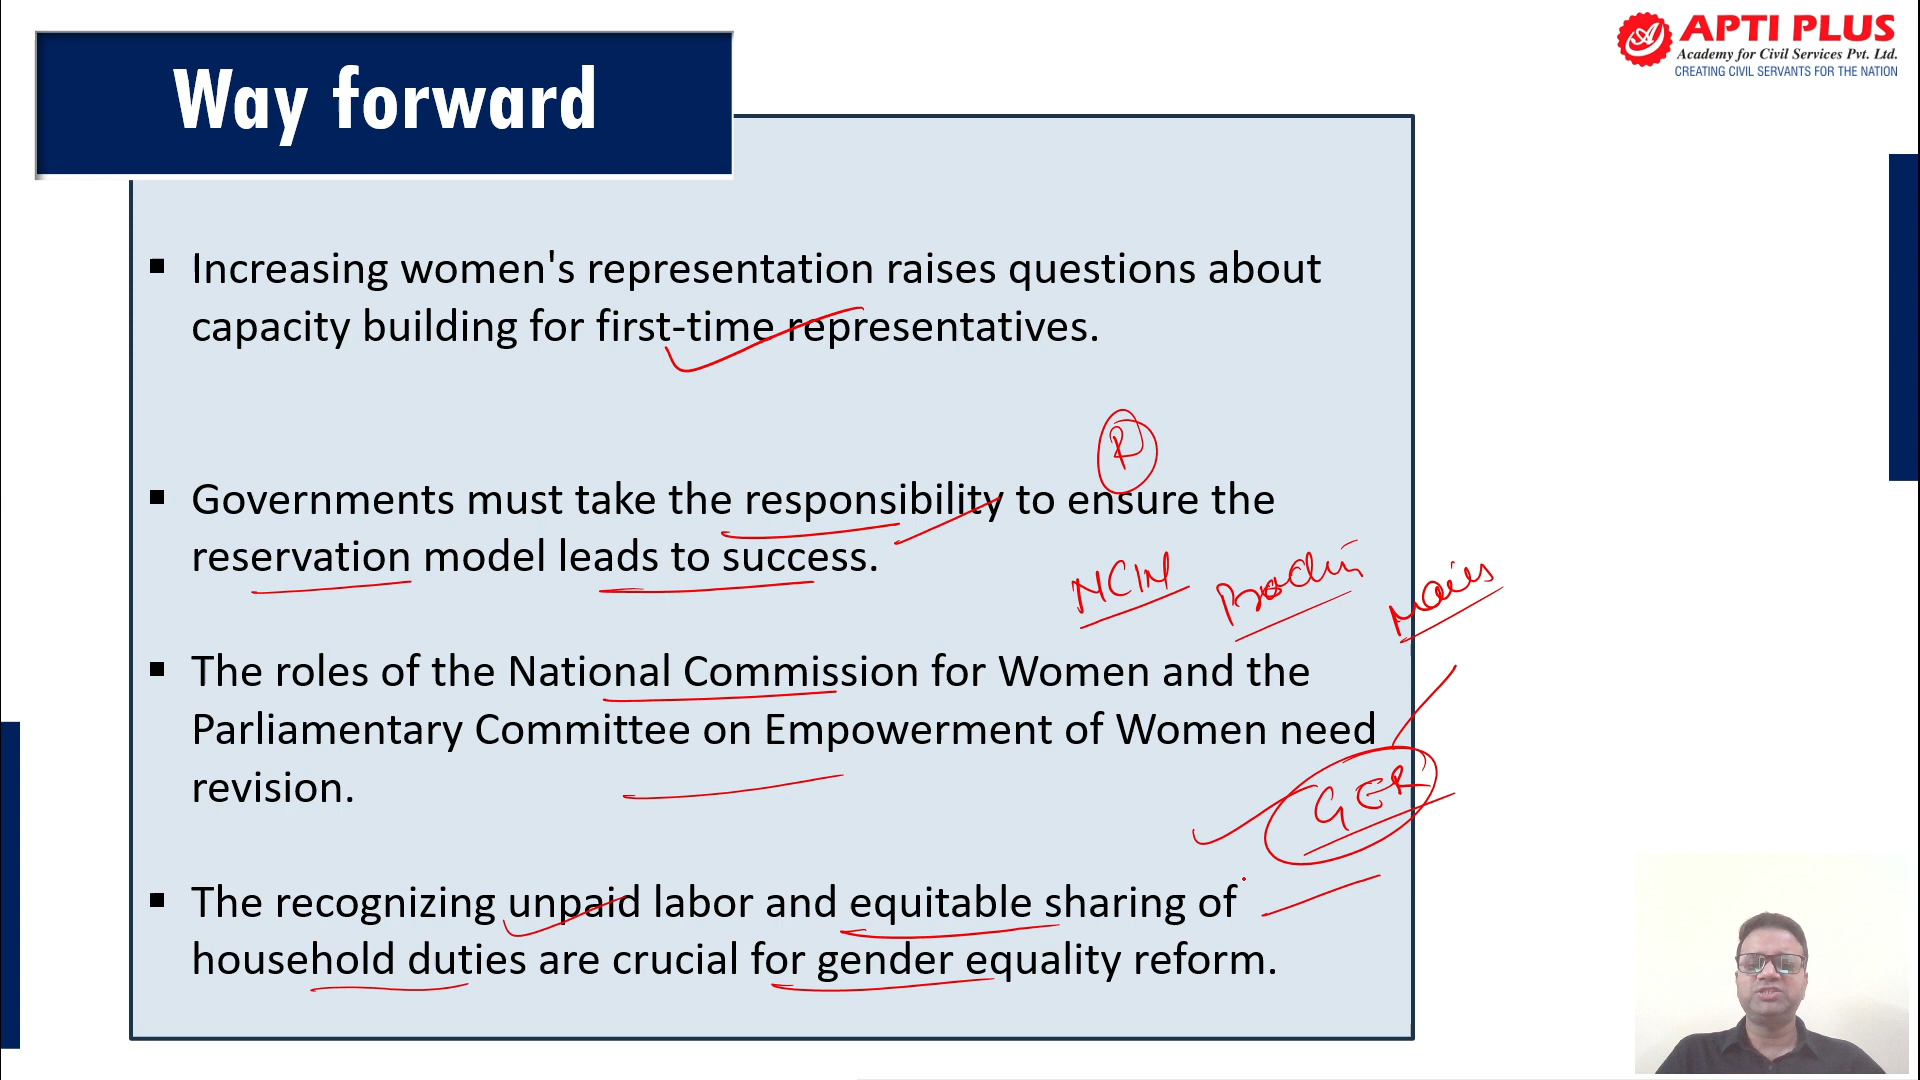 APTI PLUS
Academy for Civil Services Pvt. Ltd.
CREATING CIVIL SERVANTS FOR THE NATION
Way forward
▪ Increasing women's representation raises questions about
capacity building for first-time representatives.
R
▪ Governments must take the responsibility to ensure the
reservation model leads to success.
▪ The roles of the National Commission for Women and the
Parliamentary Committee on Empowerment of Women need
revision.
GER
▪ The recognizing unpaid labor and equitable sharing of
household duties are crucial for gender equality reform.